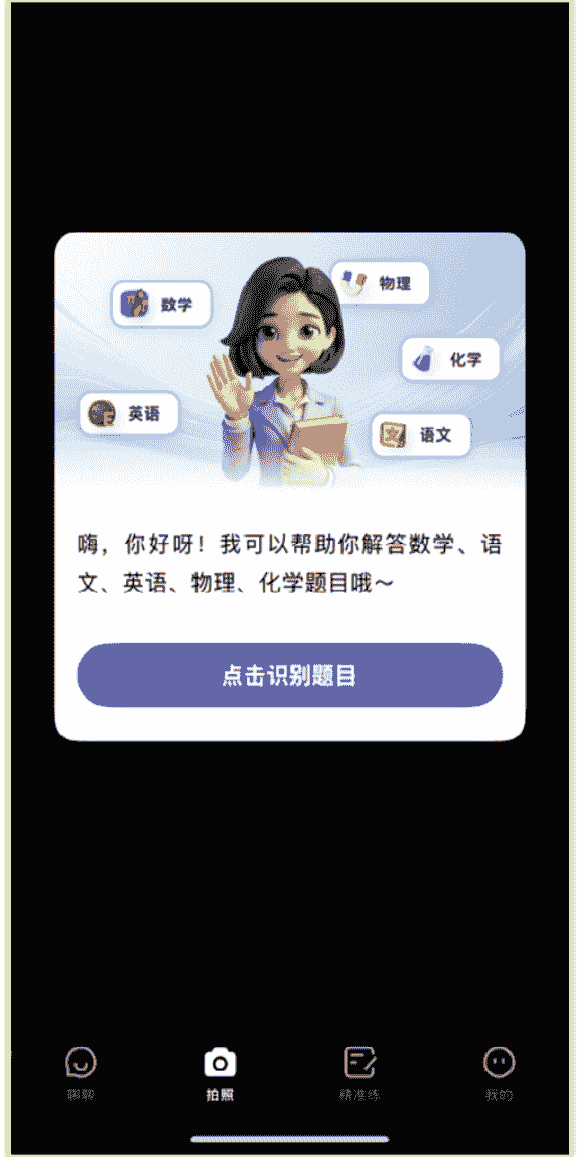 数学
物理
化学
英语
语文
嗨，你好呀！我可以帮助你解答数学、语
文、英语、物理、化学题目哦～
点击识别题目
聊聊
拍照
精准练
我的